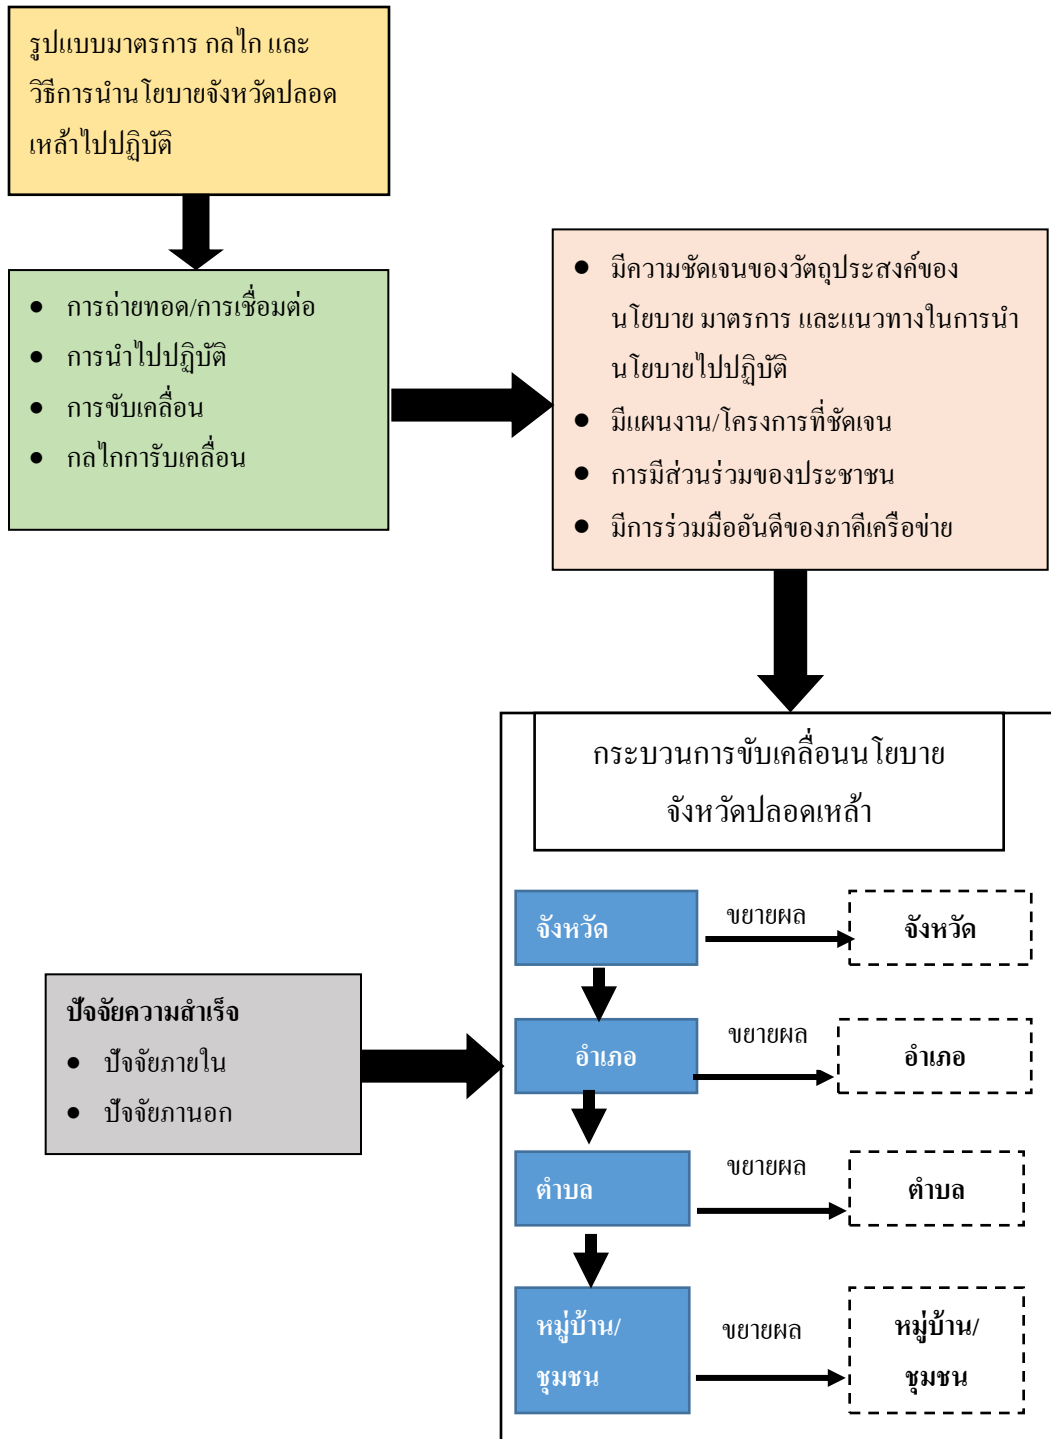 รูปแบบมาตรการ กลไก และ
วิธีการนำนโยบายจังหวัดปลอด
เหล้าไปปฏิบัติ
● การถ่ายทอด/การเชื่อมต่อ
● การนำไปปฏิบัติ
● การขับเคลื่อน
● กลไกการับเคลื่อน
● มีความชัดเจนของวัตถุประสงค์ของ
นโยบาย มาตรการ และแนวทางในการนำ
นโยบายไปปฏิบัติ
● มีแผนงาน/โครงการที่ชัดเจน
● การมีส่วนร่วมของประชาชน
● มีการร่วมมืออันดีของภาคีเครือข่าย
กระบวนการขับเคลื่อนนโยบาย
จังหวัดปลอดเหล้า
จังหวัด ขยายผล จังหวัด
ปัจจัยความสำเร็จ
● ปัจจัยภายใน
● ปัจจัยภานอก
อำเภอ ขยายผล อำเภอ
ตำบล ขยายผล ตำบล
หมู่บ้าน/ ขยายผล หมู่บ้าน/
ชุมชน ชุมชน